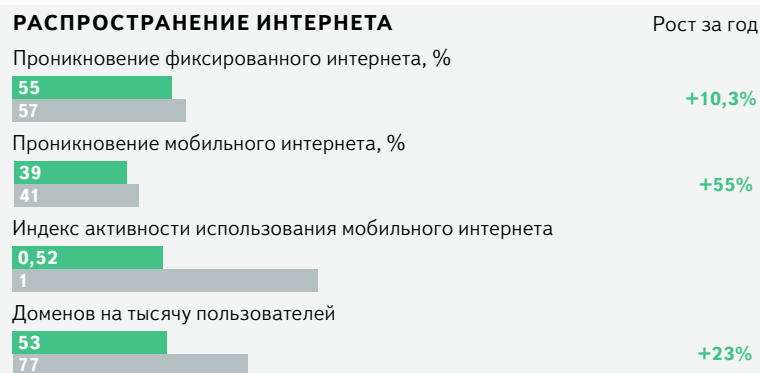 РАСПРОСТРАНЕНИЕ ИНТЕРНЕТА Рост за год
Проникновение фиксированного интернета, %
55
57
+10,3%
Проникновение мобильного интернета, %
39
41
+55%
Индекс активности использования мобильного интернета
0,52
1
Доменов на тысячу пользователей
53
77
+23%